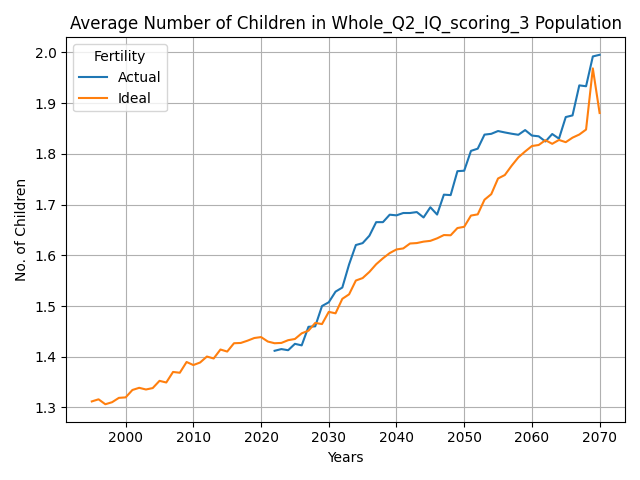 Average Number of Children in Whole_Q2_IQ_scoring_3 Population
Fertility
Actual
Ideal
No. of Children
2.0
1.9
1.8
1.7
1.6
1.5
1.4
1.3
2000 2010 2020 2030 2040 2050 2060 2070
Years